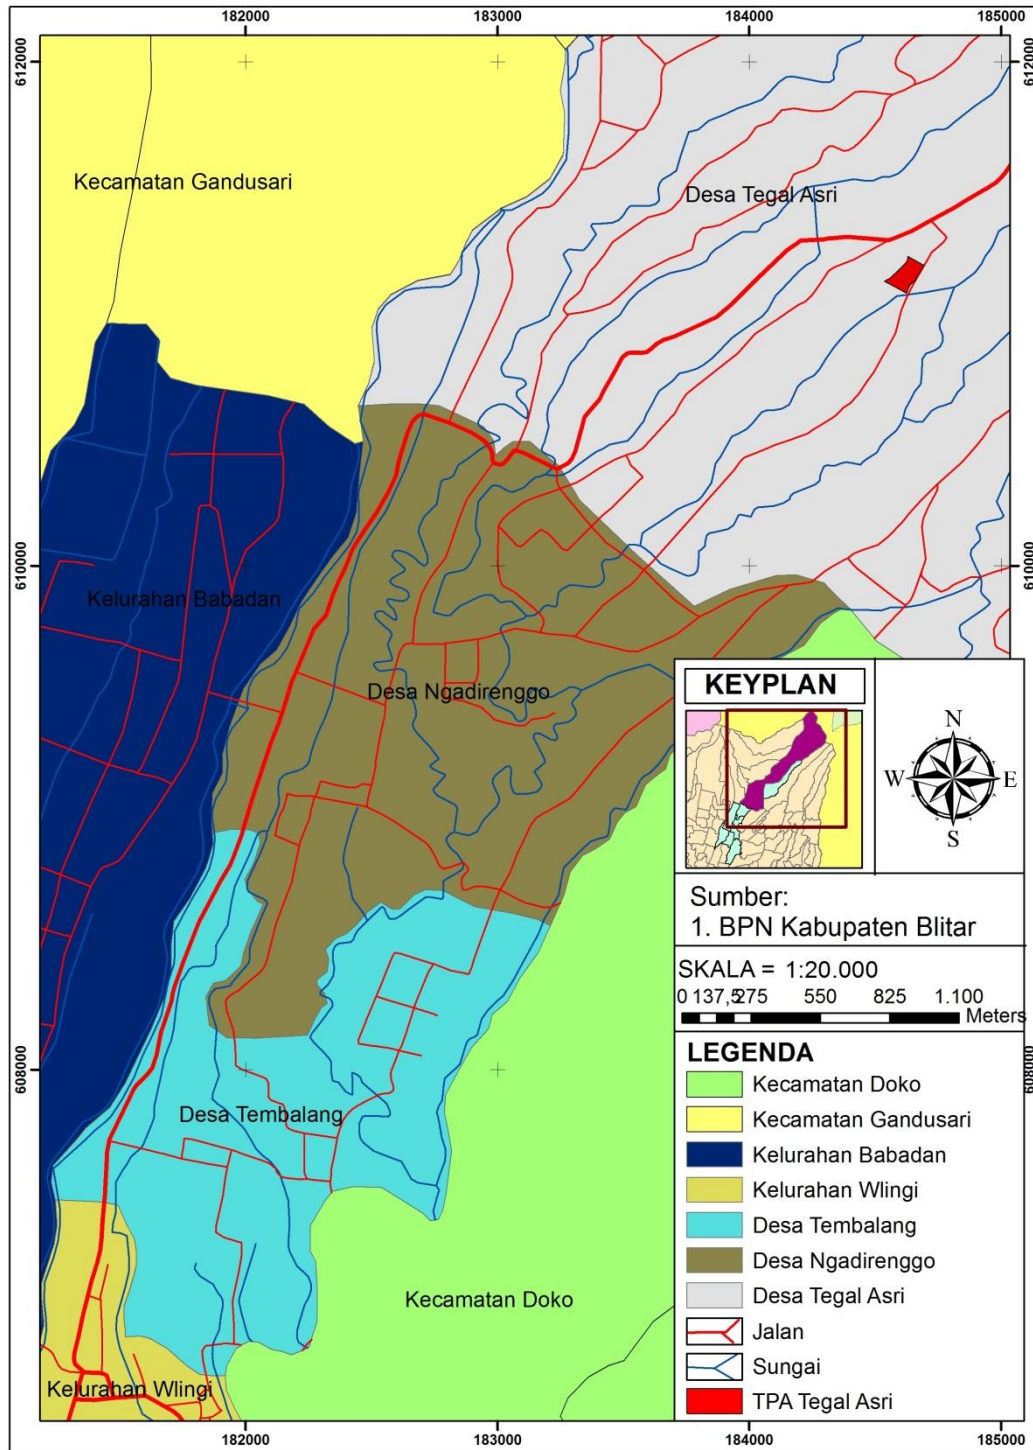 182000
183000
184000
185000
612000
612000
Kecamatan Gandusari
Desa Tegal Asri
610000
610000
Kelurahan Babadan
Desa Ngadirenggo
KEYPLAN
N
W
E
S
Sumber:
1. BPN Kabupaten Blitar
SKALA = 1:20.000
0 137,5 275 550 825 1.100
Meters
608000
608000
LEGENDA
Kecamatan Doko
Kecamatan Gandusari
Kelurahan Babadan
Kelurahan Wlingi
Desa Tembalang
Desa Ngadirenggo
Desa Tegal Asri
Jalan
Sungai
TPA Tegal Asri
Desa Tembalang
Kecamatan Doko
Kelurahan Wlingi
182000
183000
184000
185000